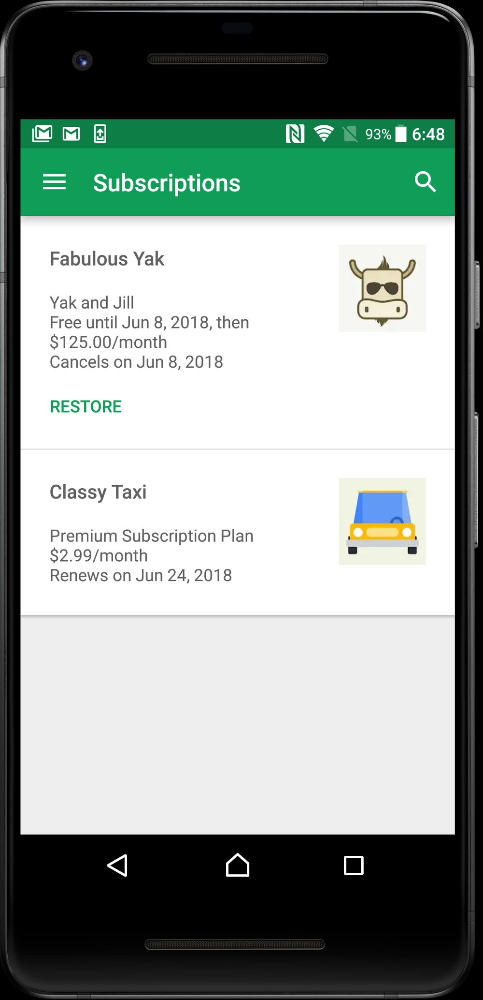 93% 6:48
Subscriptions
Fabulous Yak
Yak and Jill
Free until Jun 8, 2018, then
$125.00/month
Cancels on Jun 8, 2018
RESTORE
Classy Taxi
Premium Subscription Plan
$2.99/month
Renews on Jun 24, 2018